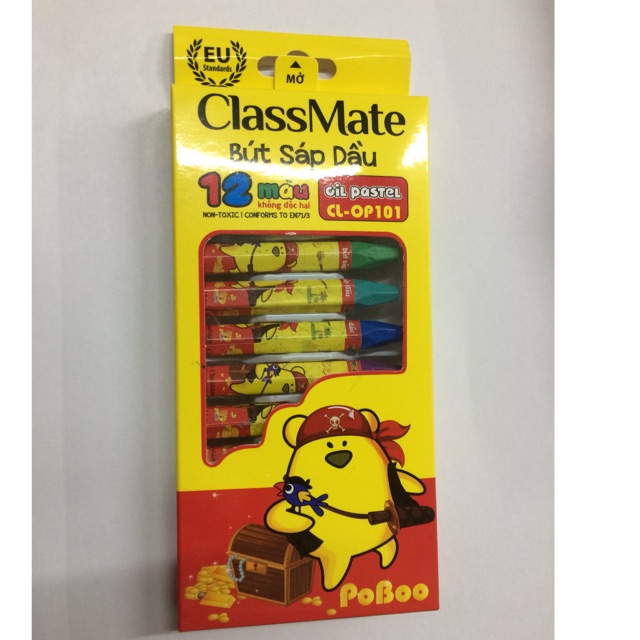 EU
Standards
MỞ
ClassMate
Bút Sáp Dầu
12 màu
không độc hại
OIL PASTEL
CL-OP101
NON-TOXIC | CONFORMS TO EN71/3
PoBoo